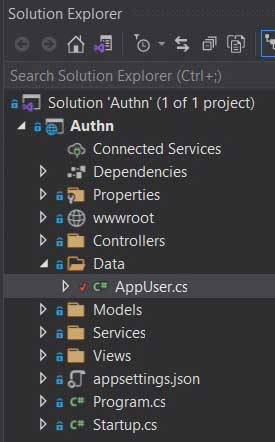 Solution Explorer
Search Solution Explorer (Ctrl+;)
Solution 'Authn' (1 of 1 project)
Authn
Connected Services
Dependencies
Properties
wwwroot
Controllers
Data
C# AppUser.cs
Models
Services
Views
appsettings.json
C# Program.cs
C# Startup.cs